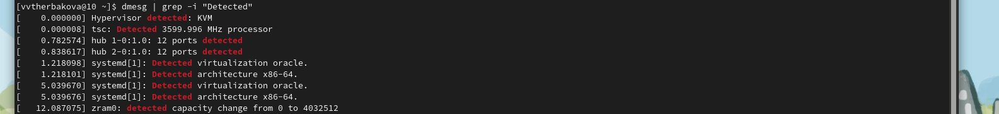 [vvtherbakova@10 ~]$ dmesg | grep -i "Detected"
[    0.000000] Hypervisor detected: KVM
[    0.000008] tsc: Detected 3599.996 MHz processor
[    0.782574] hub 1-0:1.0: 12 ports detected
[    0.838617] hub 2-0:1.0: 12 ports detected
[    1.218098] systemd[1]: Detected virtualization oracle.
[    1.218101] systemd[1]: Detected architecture x86-64.
[    5.039670] systemd[1]: Detected virtualization oracle.
[    5.039676] systemd[1]: Detected architecture x86-64.
[   12.087075] zram0: detected capacity change from 0 to 4032512